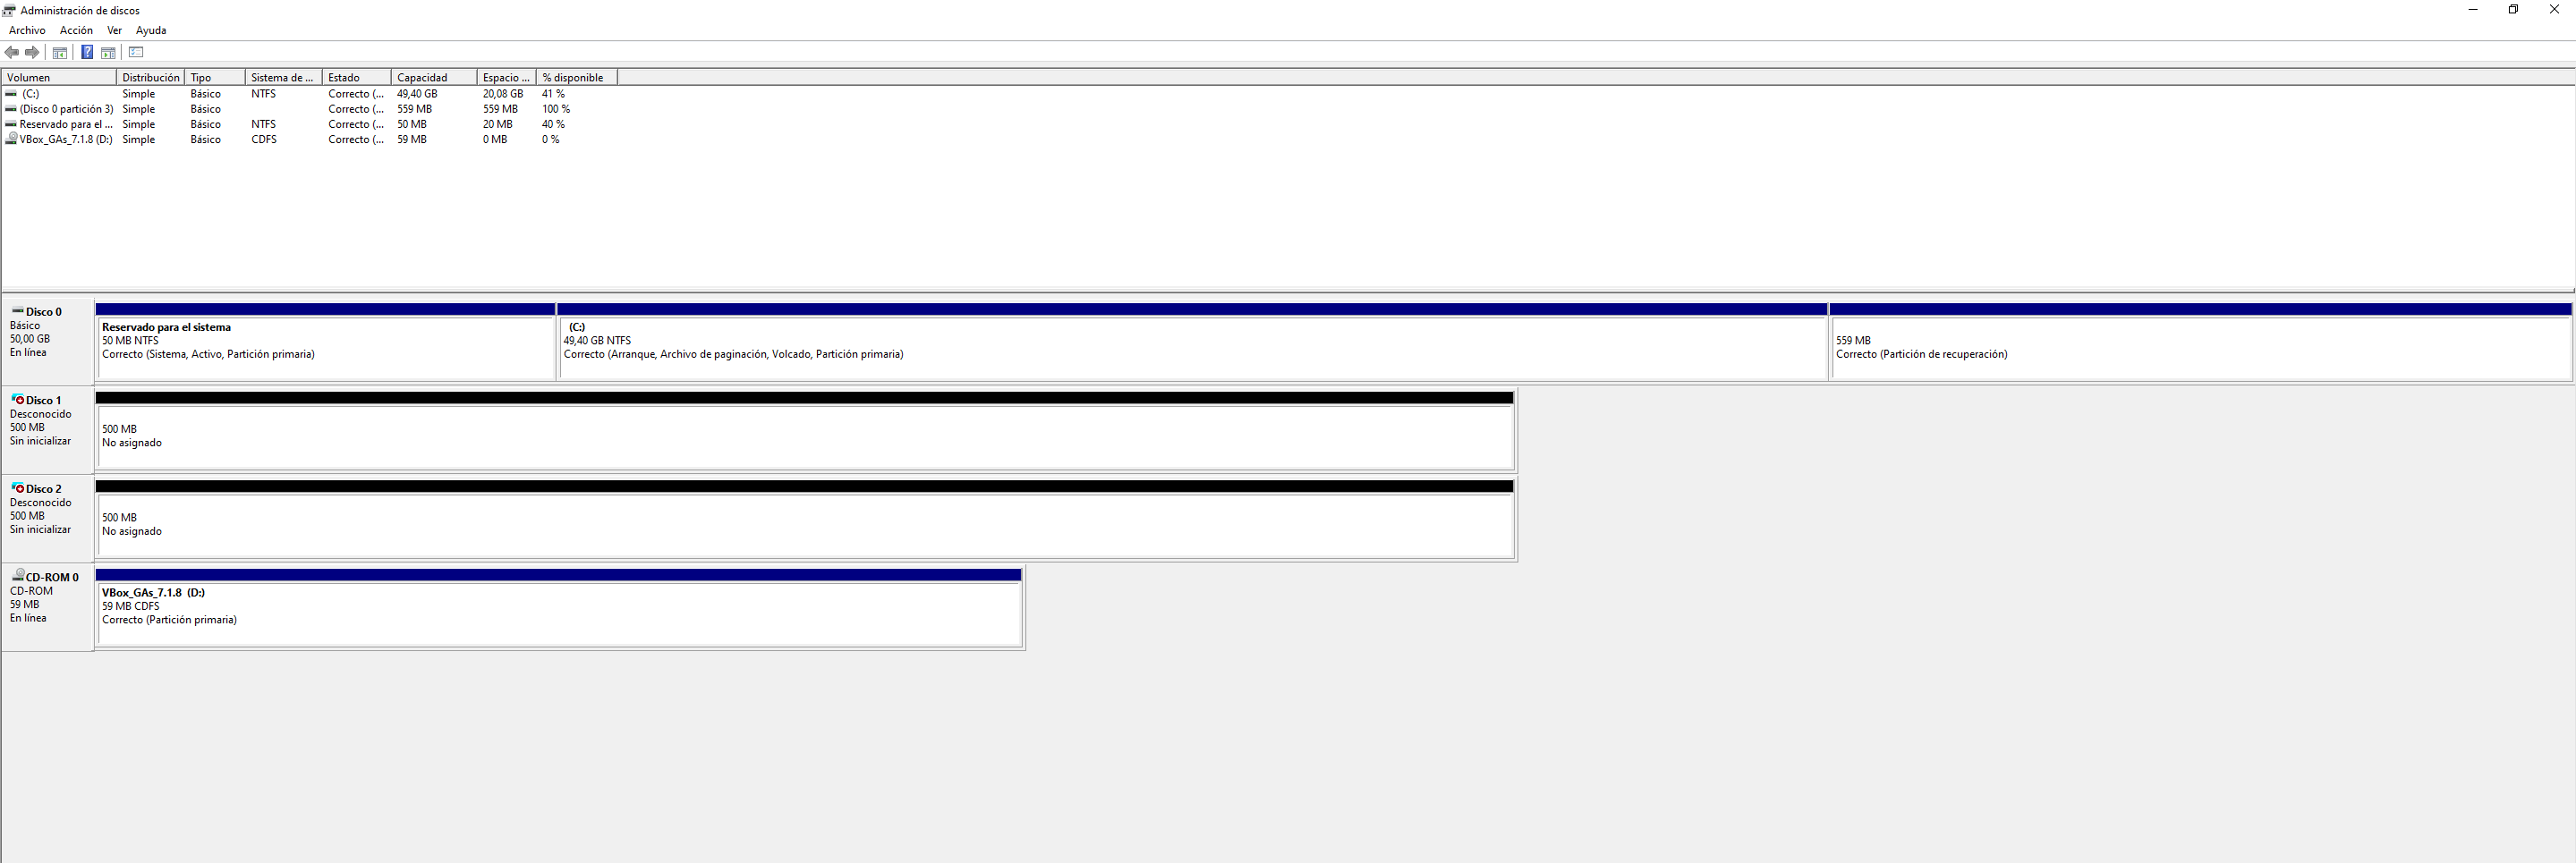 Administración de discos
Archivo Acción Ver Ayuda
Volumen Distribución Tipo Sistema de ... Estado Capacidad Espacio ... % disponible
(C:) Simple Básico NTFS Correcto (... 49,40 GB 20,08 GB 41 %
(Disco 0 partición 3) Simple Básico Correcto (... 559 MB 559 MB 100 %
Reservado para el ... Simple Básico NTFS Correcto (... 50 MB 20 MB 40 %
VBox_GAs_7.1.8 (D:) Simple Básico CDFS Correcto (... 59 MB 0 MB 0 %
Disco 0
Básico
50,00 GB
En línea
Reservado para el sistema
50 MB NTFS
Correcto (Sistema, Activo, Partición primaria)
(C:)
49,40 GB NTFS
Correcto (Arranque, Archivo de paginación, Volcado, Partición primaria)
559 MB
Correcto (Partición de recuperación)
Disco 1
Desconocido
500 MB
Sin inicializar
500 MB
No asignado
Disco 2
Desconocido
500 MB
Sin inicializar
500 MB
No asignado
CD-ROM 0
CD-ROM
59 MB
En línea
VBox_GAs_7.1.8 (D:)
59 MB CDFS
Correcto (Partición primaria)